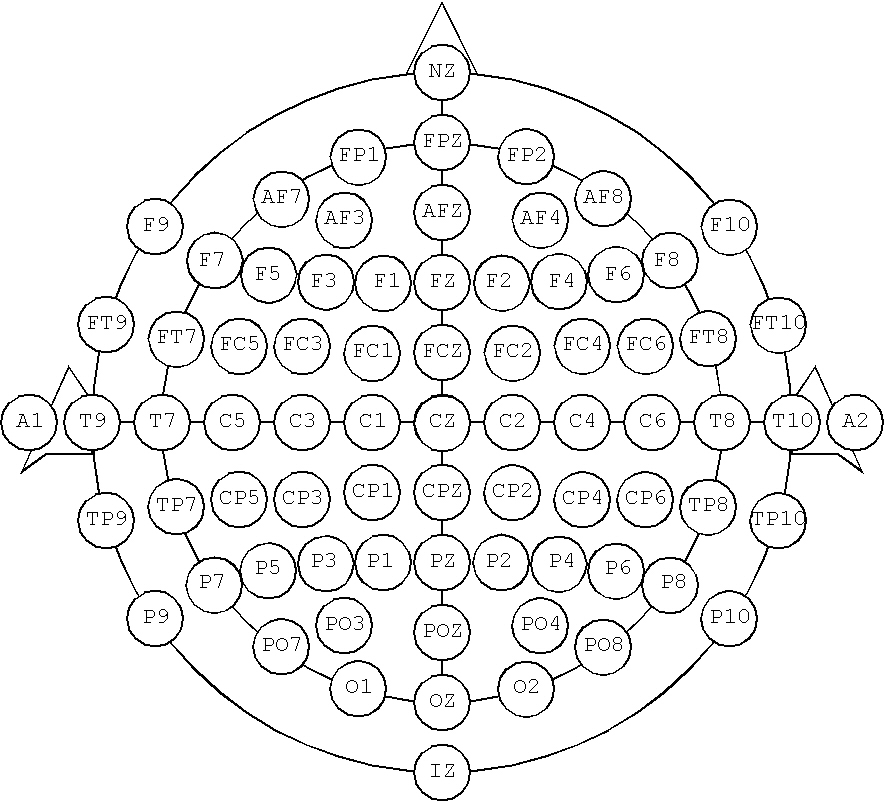 NZ
FP1 FPZ FP2
AF7 AF3 AFZ AF4 AF8
F9 F10
F7 F5 F3 F1 FZ F2 F4 F6 F8
FT9 FT7 FC5 FC3 FC1 FCZ FC2 FC4 FC6 FT8 FT10
A1 T9 T7 C5 C3 C1 CZ C2 C4 C6 T8 T10 A2
TP9 TP7 CP5 CP3 CP1 CPZ CP2 CP4 CP6 TP8 TP10
P7 P5 P3 P1 PZ P2 P4 P6 P8
P9 P10
PO7 PO3 POZ PO4 PO8
O1 OZ O2
IZ